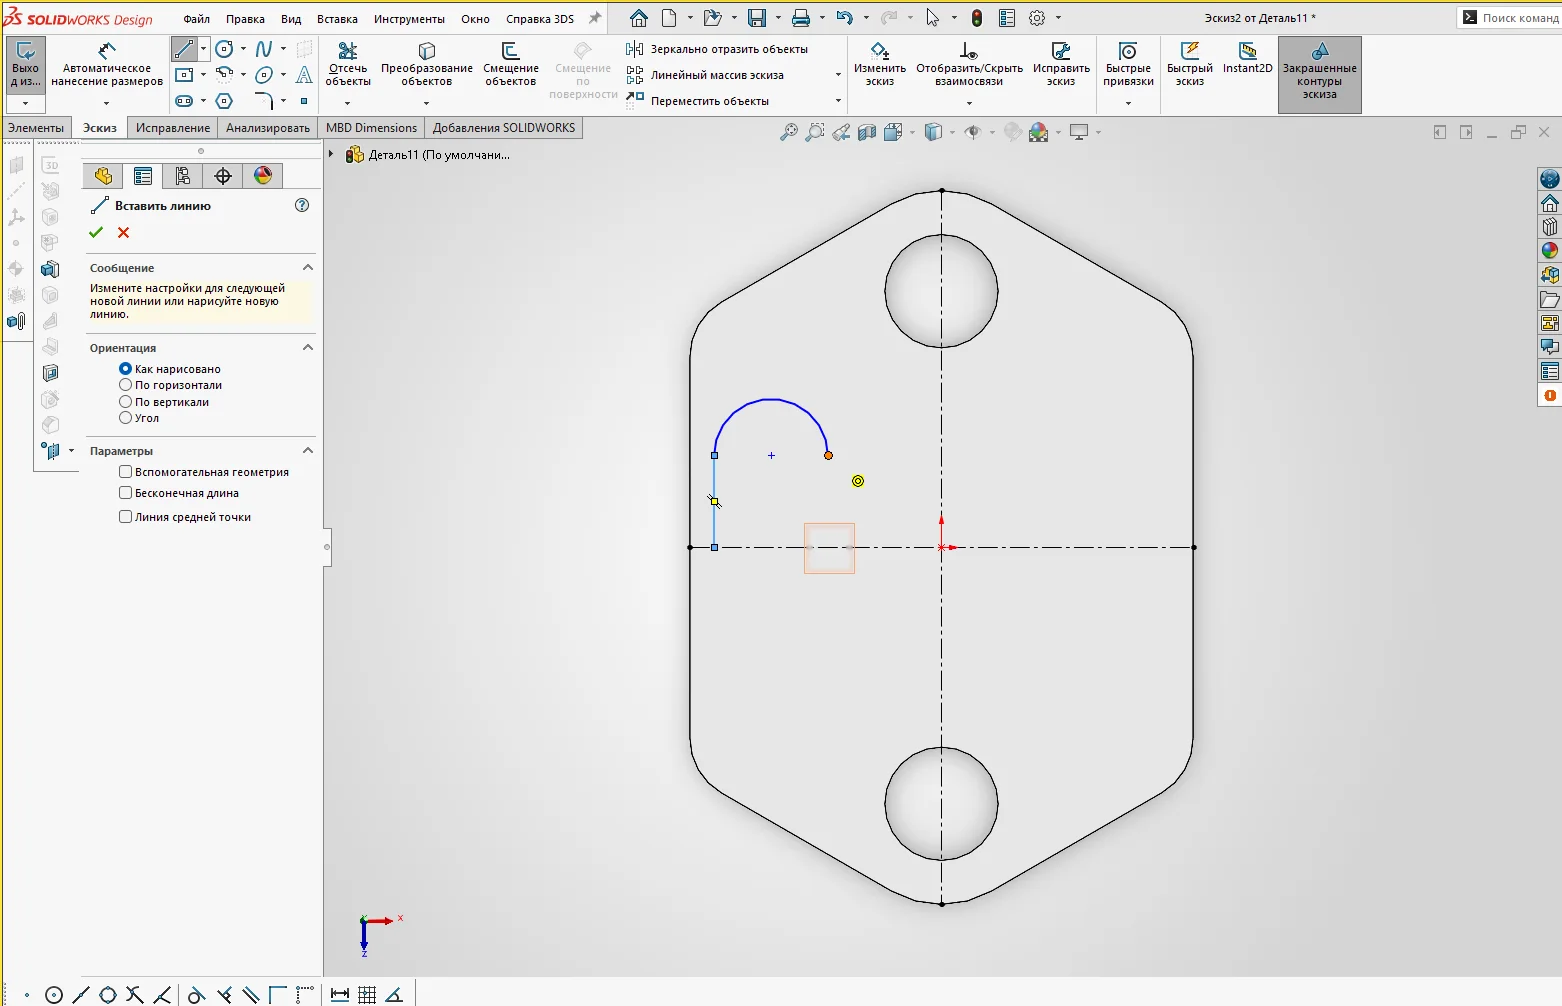 SOLIDWORKS Design
Файл
Правка
Вид
Вставка
Инструменты
Окно
Справка 3DS
Эскиз2 от Деталь11 *
Поиск команд
Выхо
д из...
Автоматическое
нанесение размеров
Отсечь
объекты
Преобразование
объектов
Смещение
объектов
Смещение
по
поверхности
Зеркально отразить объекты
Линейный массив эскиза
Переместить объекты
Изменить
эскиз
Отобразить/Скрыть
взаимосвязи
Исправить
эскиз
Быстрые
привязки
Быстрый
эскиз
Instant2D
Закрашенные
контуры
эскиза
Элементы
Эскиз
Исправление
Анализировать
MBD Dimensions
Добавления SOLIDWORKS
Деталь11 (По умолчани...
3D
Вставить линию
?
Сообщение
Измените настройки для следующей
новой линии или нарисуйте новую
линию.
Ориентация
Как нарисовано
По горизонтали
По вертикали
Угол
Параметры
Вспомогательная геометрия
Бесконечная длина
Линия средней точки
Y
X
Z